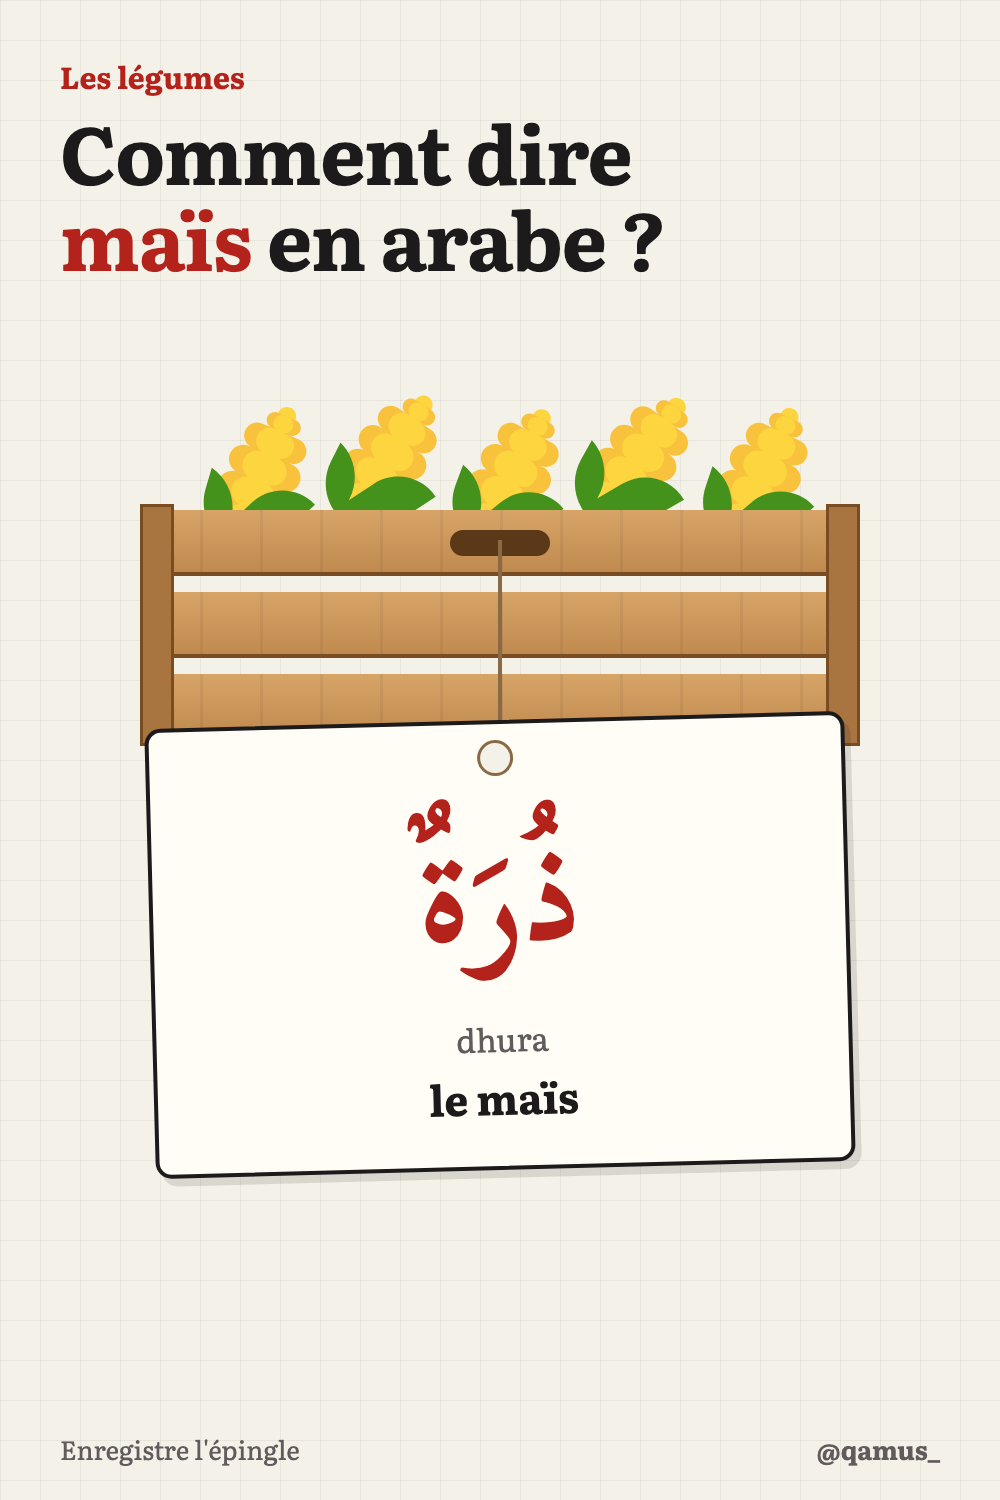 Les légumes
Comment dire
maïs en arabe ?
ذُرَةٌ
dhura
le maïs
Enregistre l'épingle
@qamus_